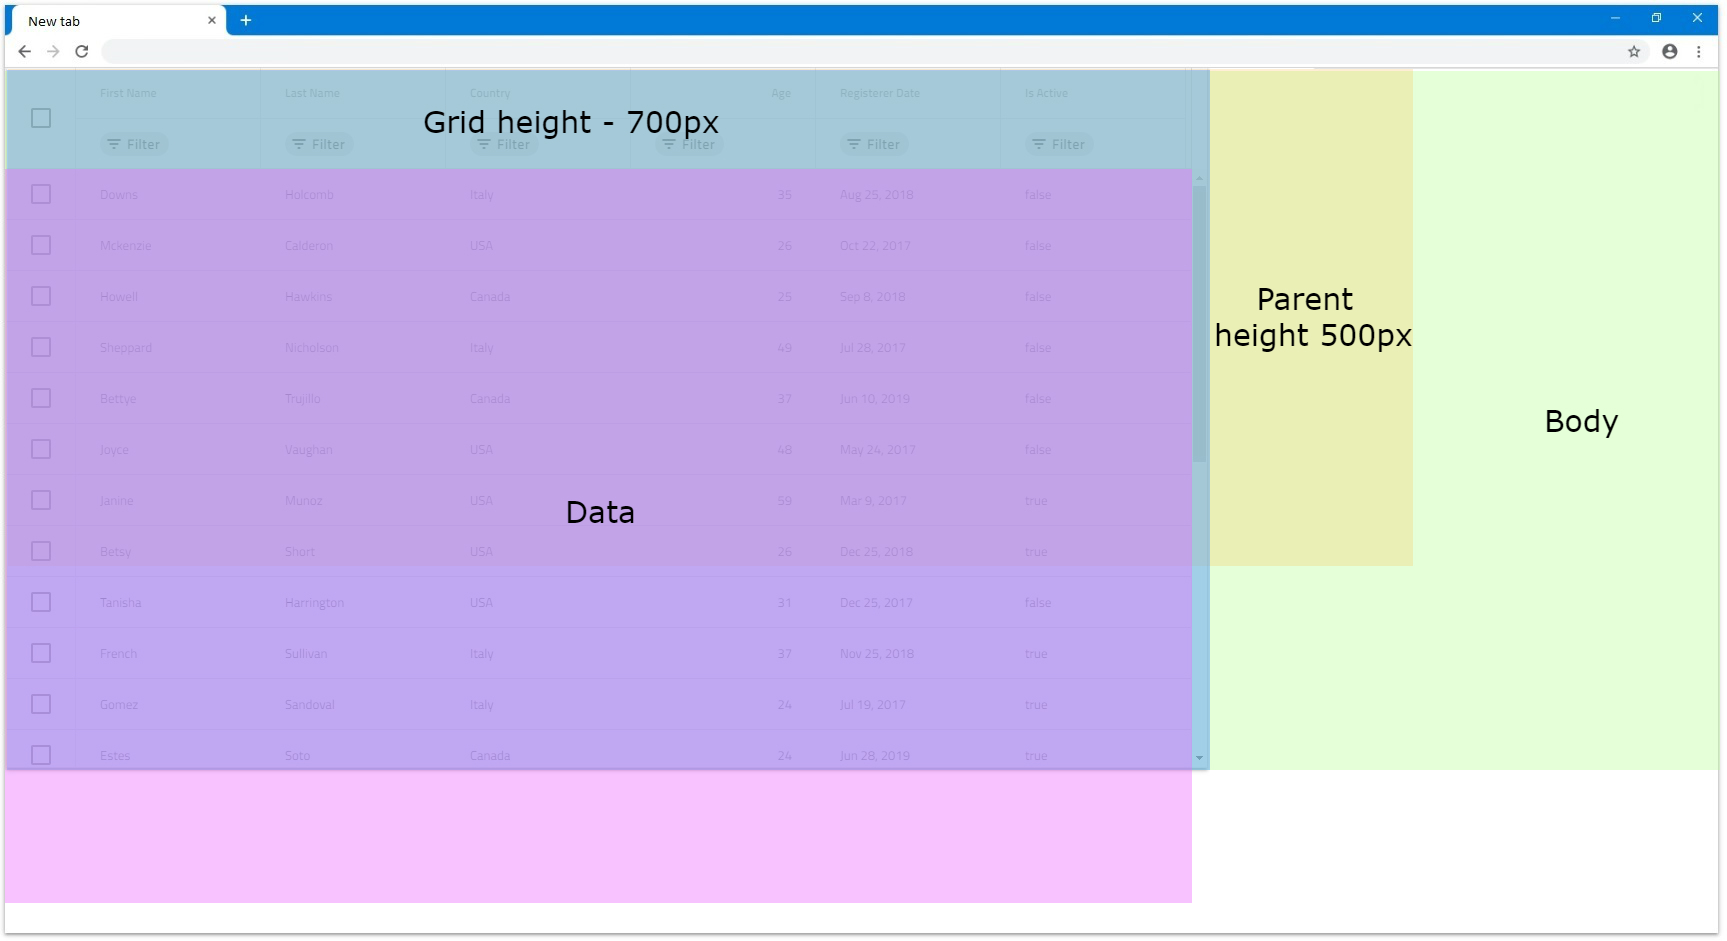 New tab
First Name Last Name Country Age Registerer Date Is Active
Grid height - 700px
Filter Filter Filter Filter Filter Filter
Downs Holcomb Italy 35 Aug 25, 2018 false
Mckenzie Calderon USA 26 Oct 22, 2017 false
Howell Hawkins Canada 25 Sep 8, 2018 false
Parent
height 500px
Sheppard Nicholson Italy 49 Jul 28, 2017 false
Bettye Trujillo Canada 37 Jun 10, 2019 false
Body
Joyce Vaughan USA 48 May 24, 2017 false
Janine Munoz USA 59 Mar 9, 2017 true
Data
Betsy Short USA 26 Dec 25, 2018 true
Tanisha Harrington USA 31 Dec 25, 2017 false
French Sullivan Italy 37 Nov 25, 2018 true
Gomez Sandoval Italy 24 Jul 19, 2017 true
Estes Soto Canada 24 Jun 28, 2019 true